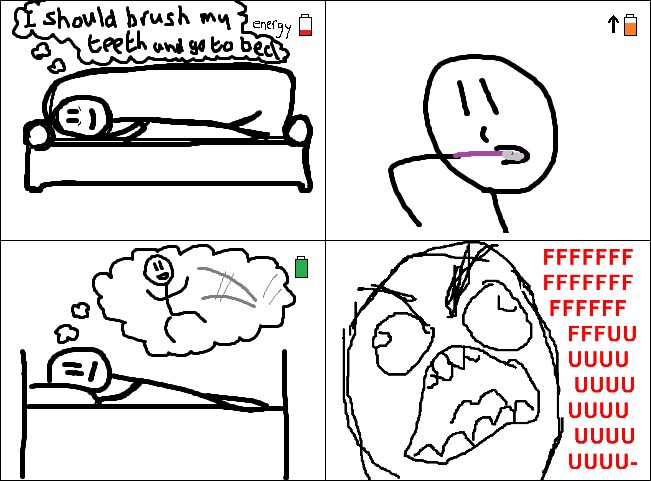 I should brush my
teeth and go to bed
energy
FFFFFFF
FFFFFFF
FFFFFF
FFFUU
UUUU
UUUU
UUUU
UUUU
UUUU-